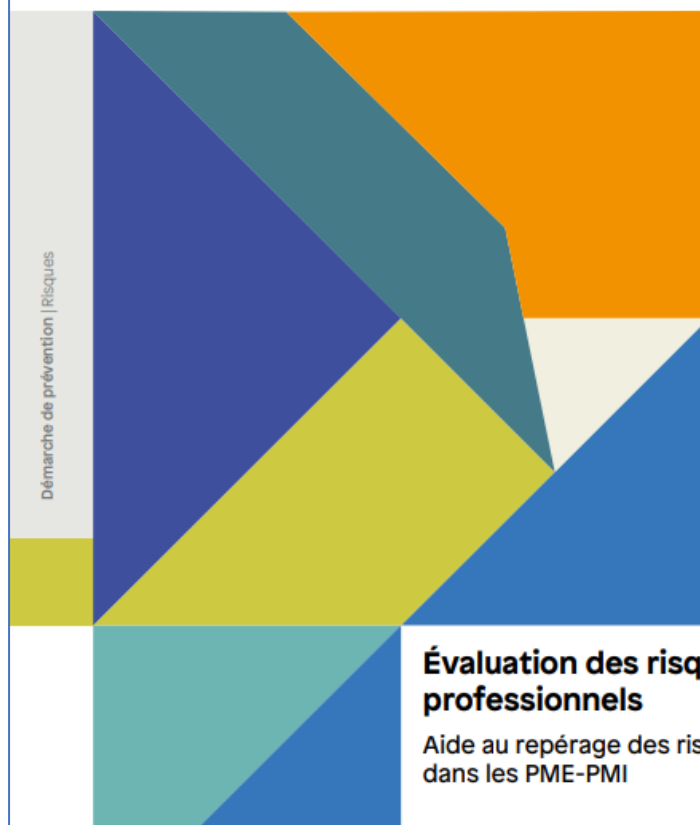 Démarche de prévention | Risques
Évaluation des risq
professionnels
Aide au repérage des ris
dans les PME-PMI